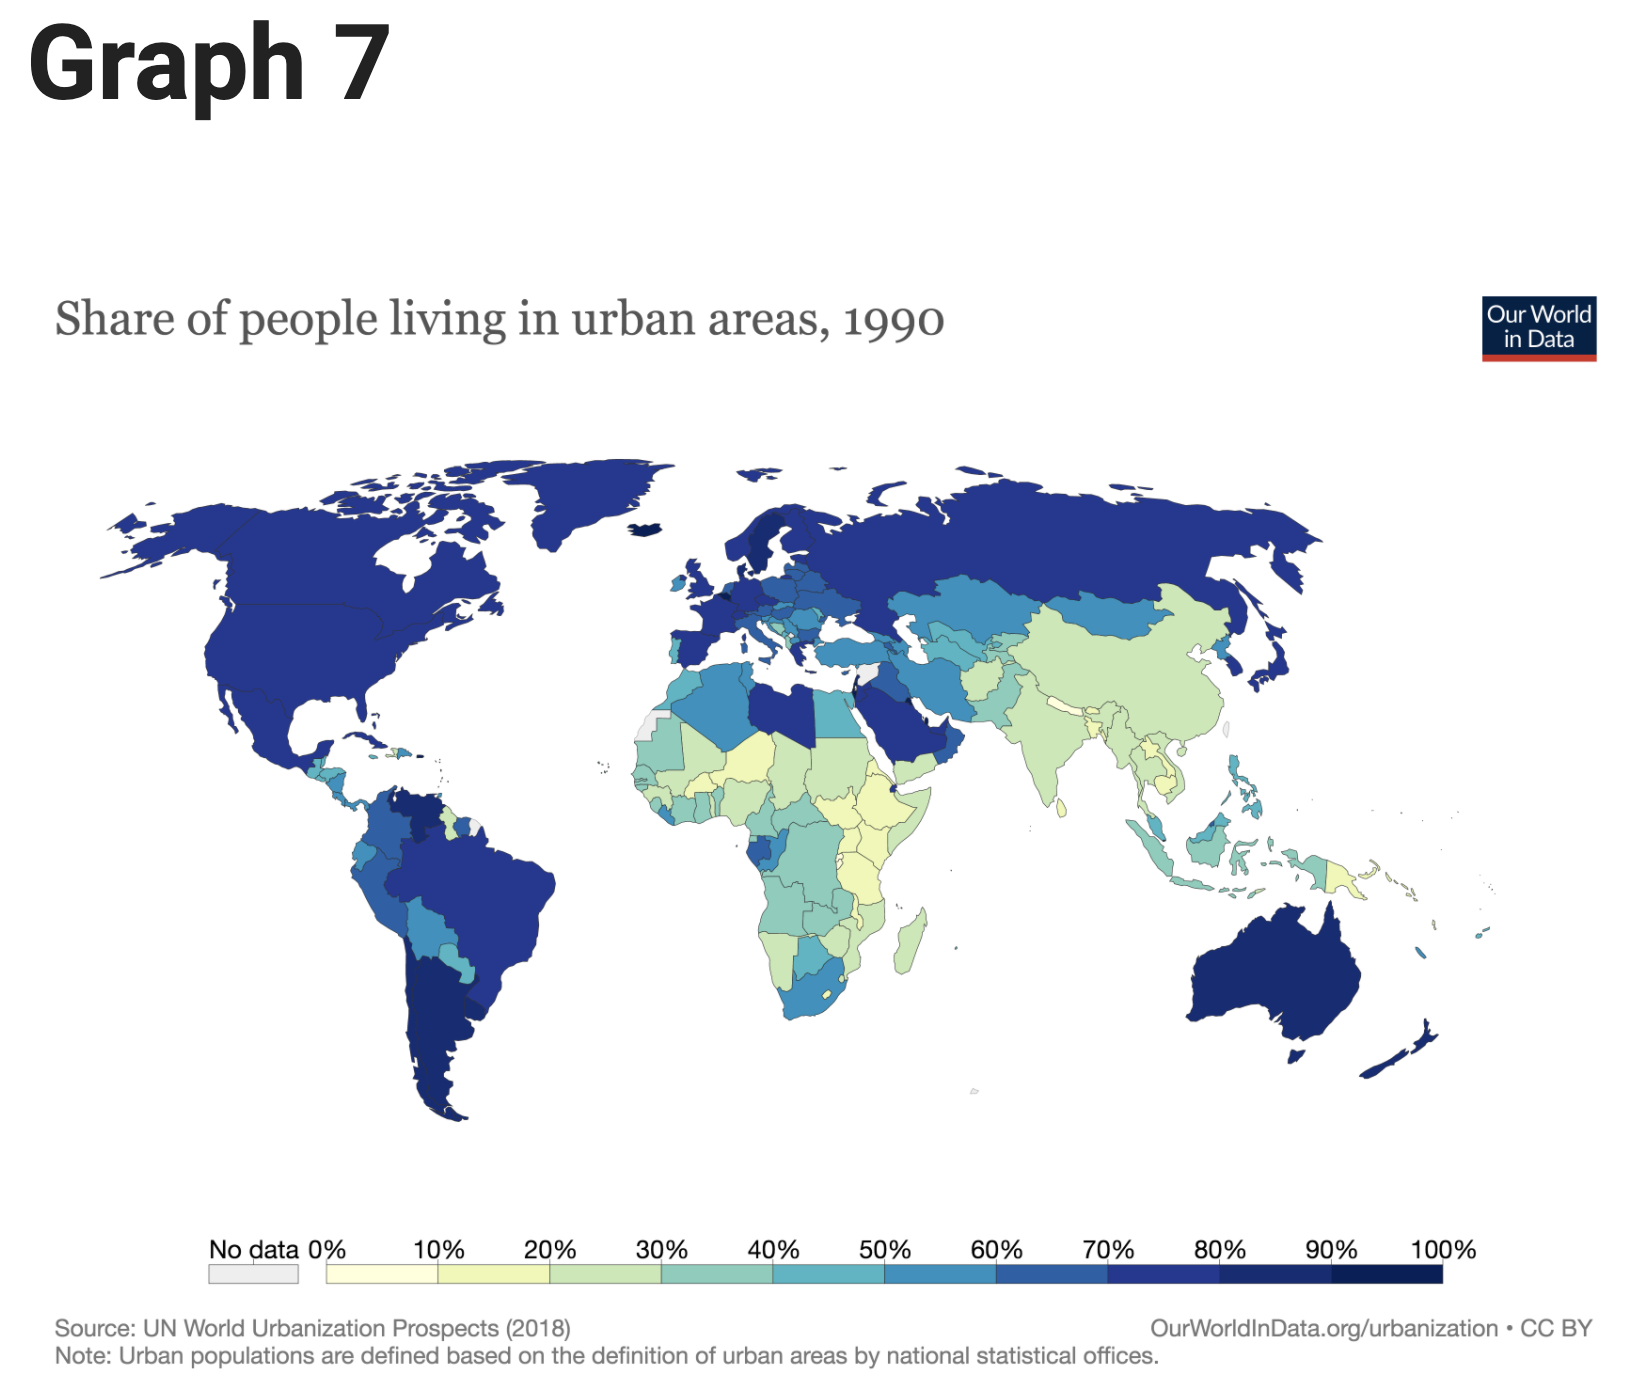 Graph 7
Share of people living in urban areas, 1990
Our World
in Data
No data 0% 10% 20% 30% 40% 50% 60% 70% 80% 90% 100%
Source: UN World Urbanization Prospects (2018)
OurWorldInData.org/urbanization • CC BY
Note: Urban populations are defined based on the definition of urban areas by national statistical offices.